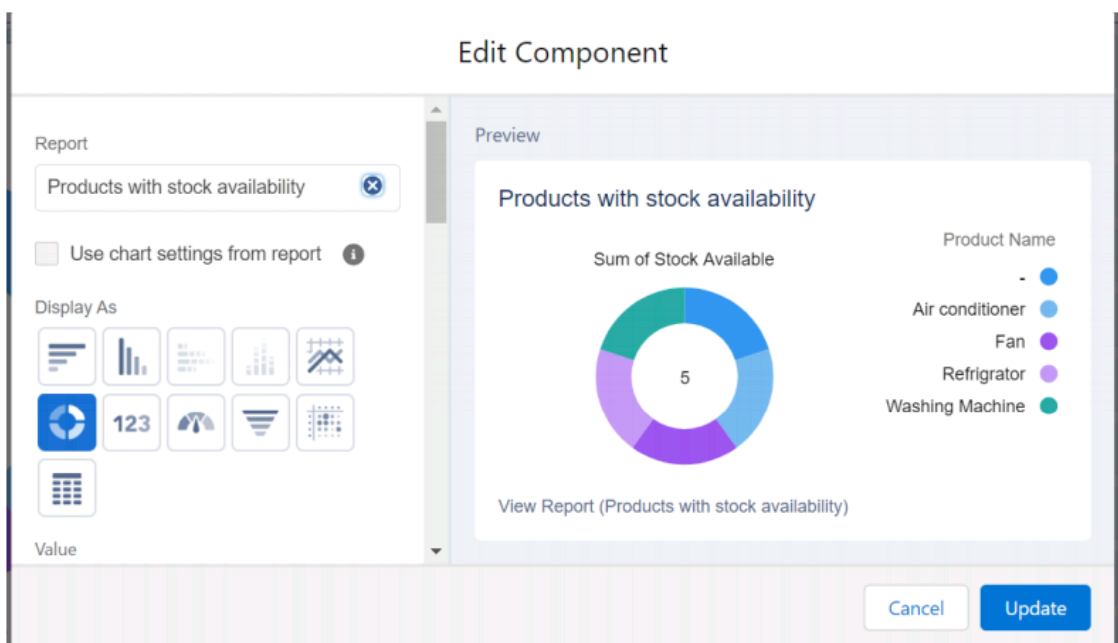 Edit Component
Report
Products with stock availability
Use chart settings from report
Display As
123
Value
Preview
Products with stock availability
Sum of Stock Available
5
Product Name
-
Air conditioner
Fan
Refrigrator
Washing Machine
View Report (Products with stock availability)
Cancel
Update